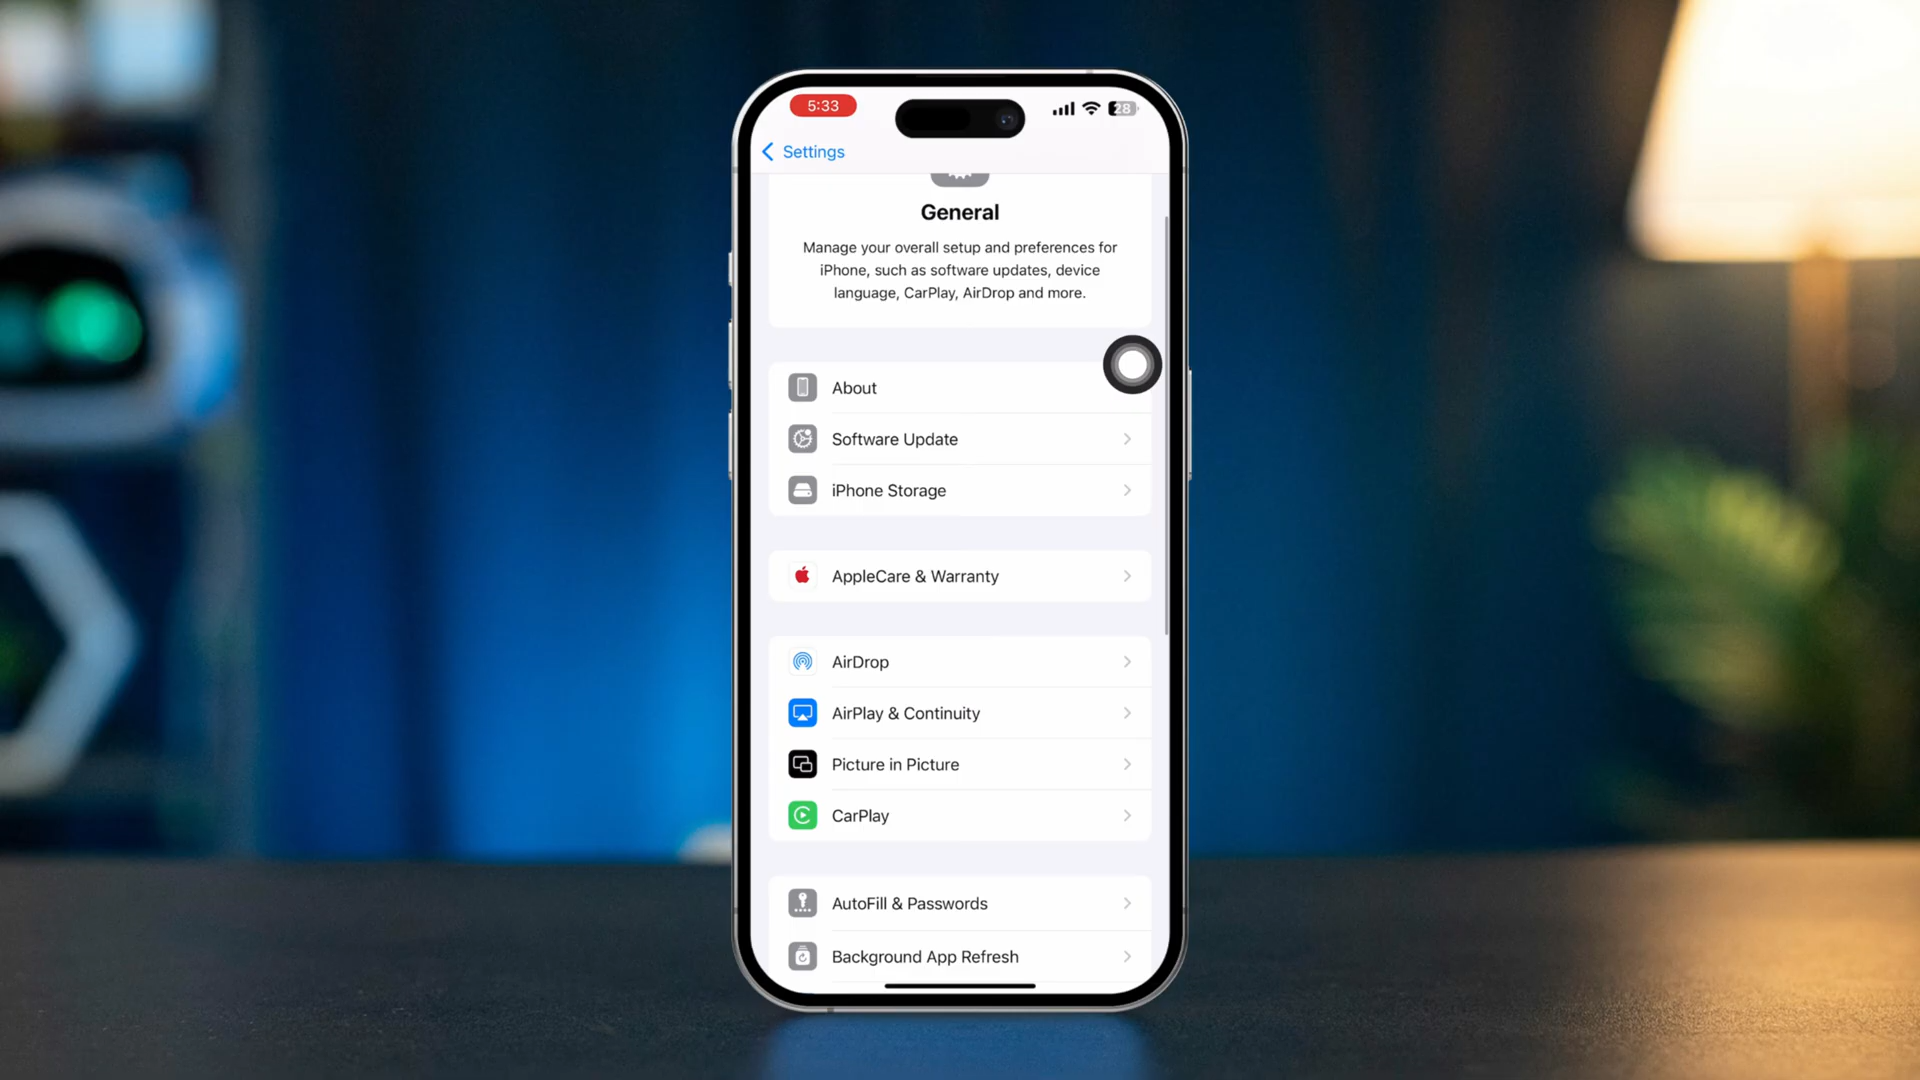 5:33
28
Settings
General
Manage your overall setup and preferences for
iPhone, such as software updates, device
language, CarPlay, AirDrop and more.
About
Software Update
iPhone Storage
AppleCare & Warranty
AirDrop
AirPlay & Continuity
Picture in Picture
CarPlay
AutoFill & Passwords
Background App Refresh